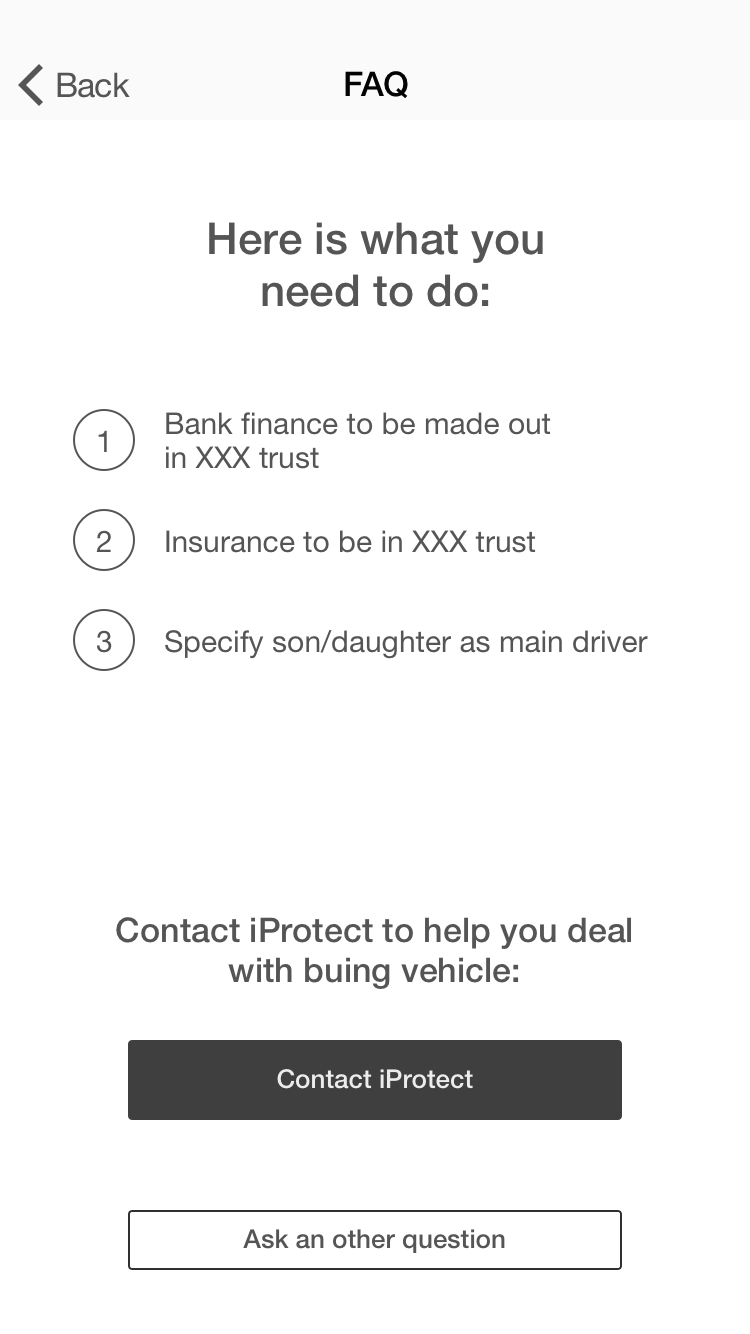 Back
FAQ
Here is what you
need to do:
1
Bank finance to be made out
in XXX trust
2
Insurance to be in XXX trust
3
Specify son/daughter as main driver
Contact iProtect to help you deal
with buing vehicle:
Contact iProtect
Ask an other question